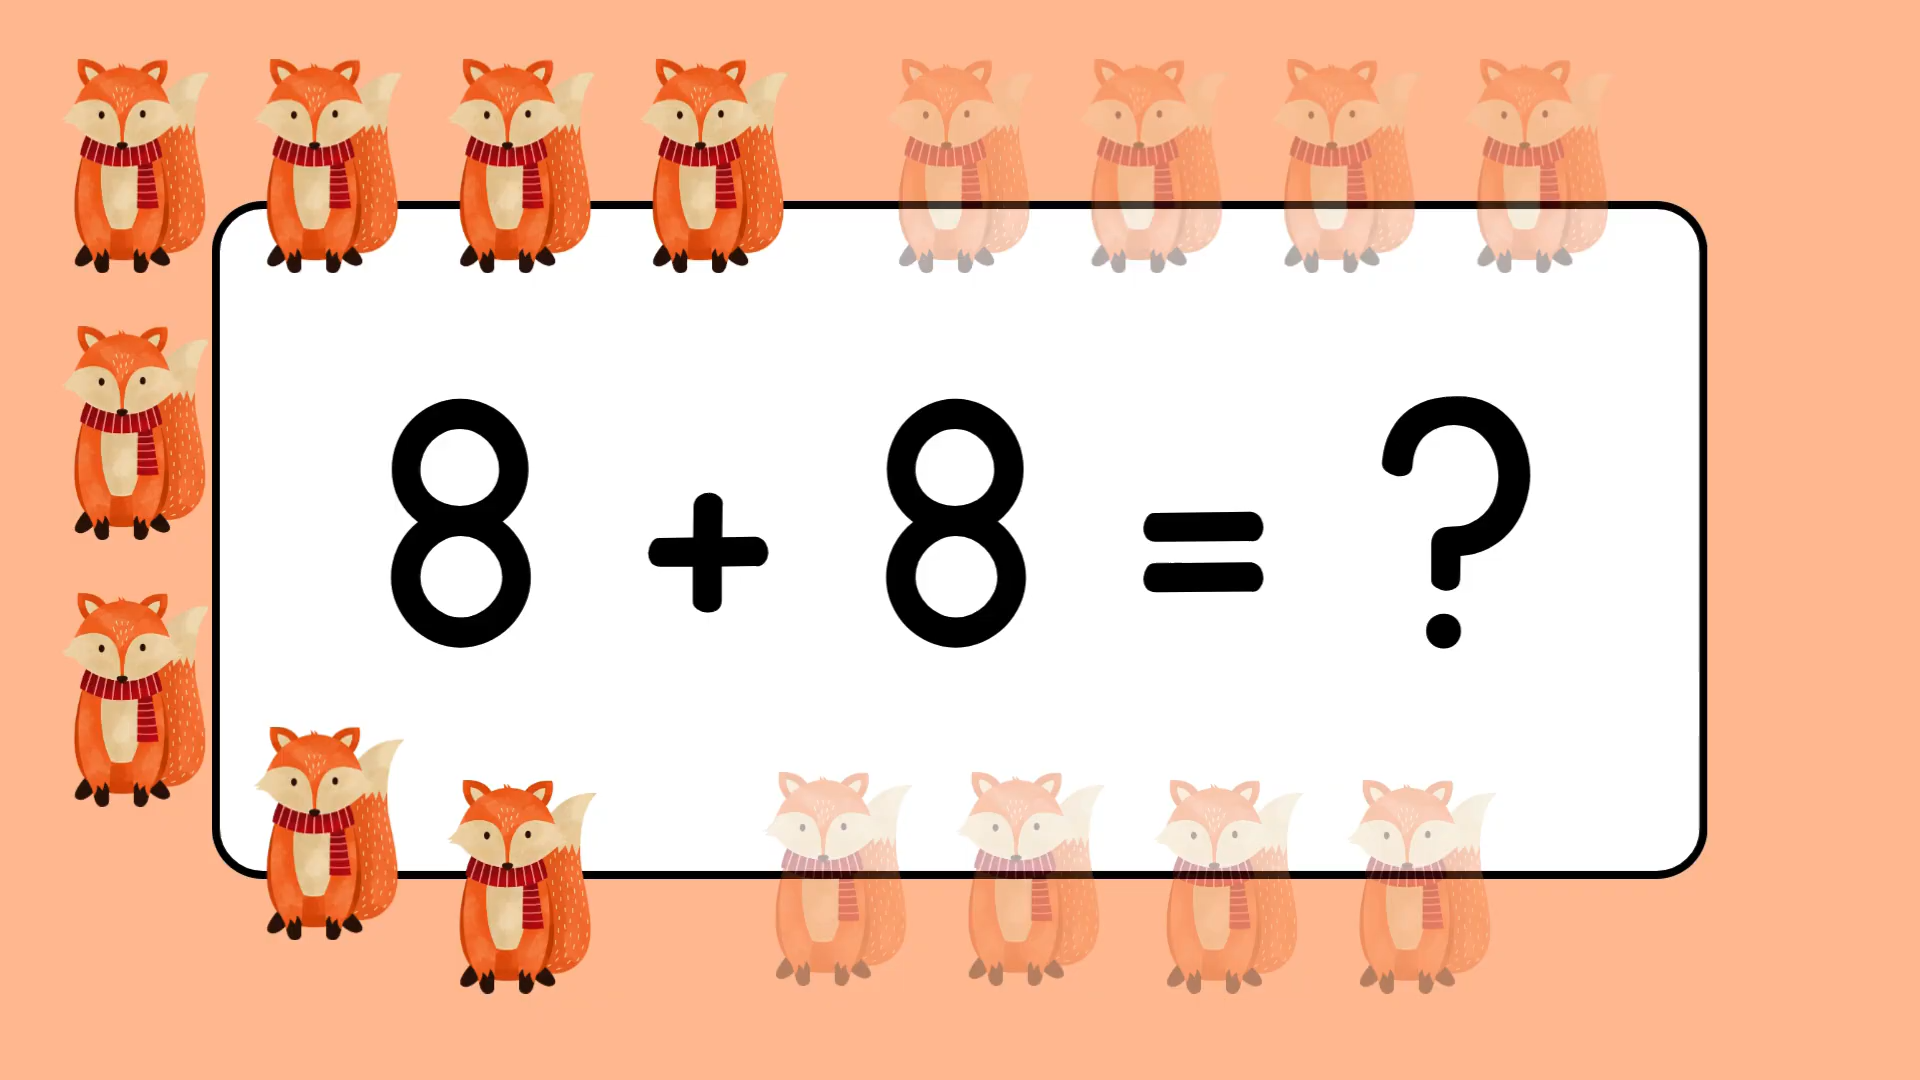 8 + 8 = ?